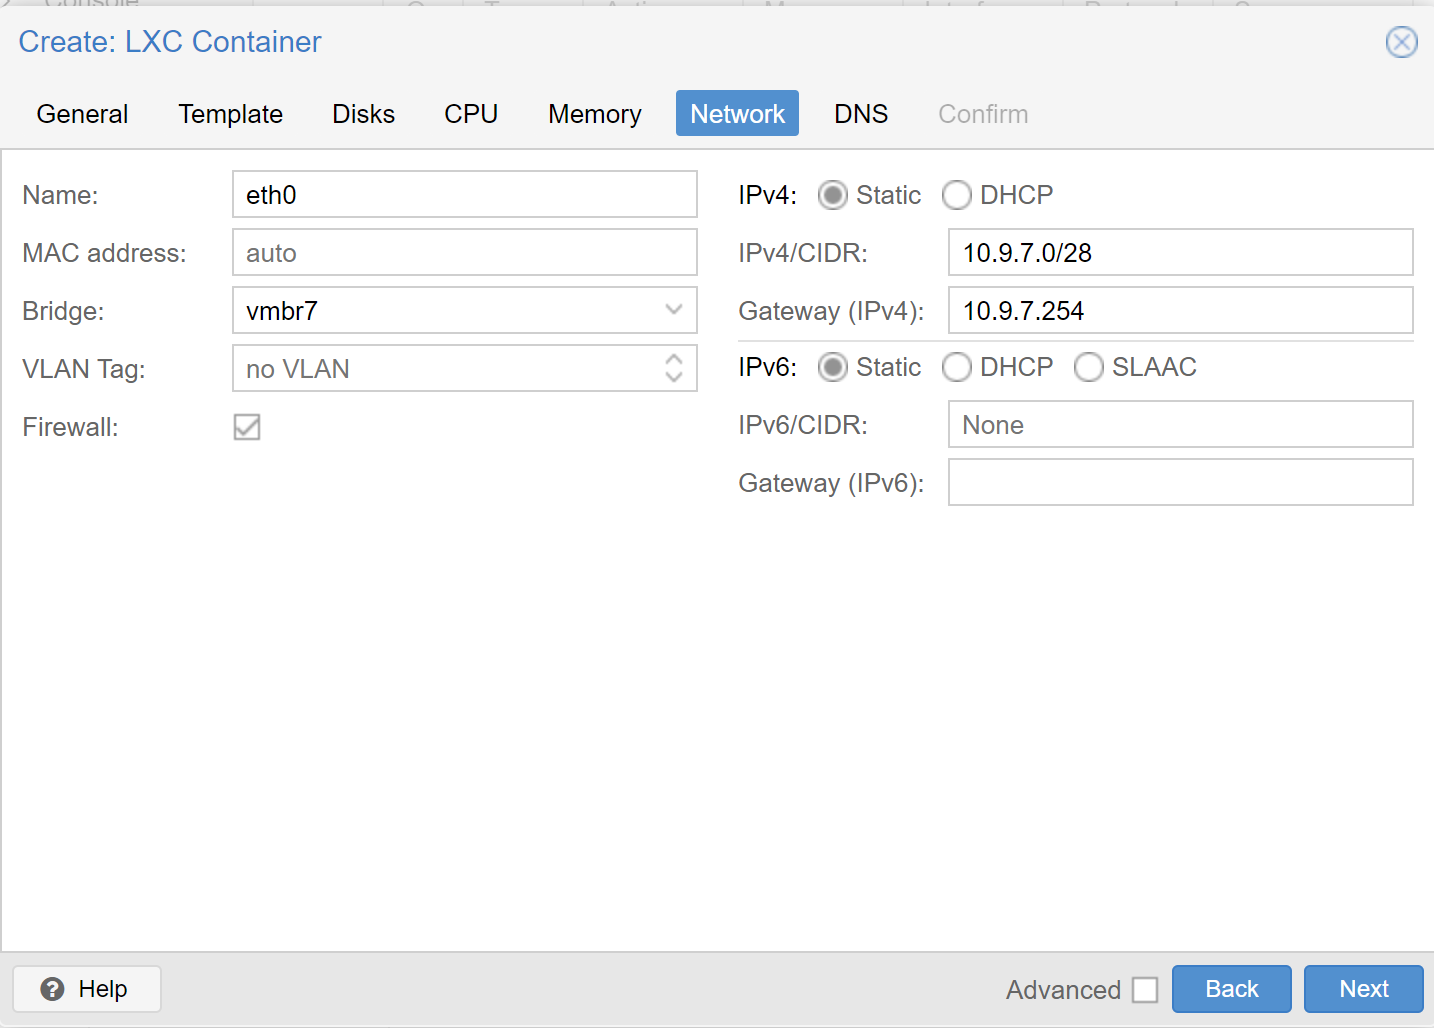 Create: LXC Container
General Template Disks CPU Memory Network DNS Confirm
Name: eth0
MAC address: auto
Bridge: vmbr7
VLAN Tag: no VLAN
Firewall:
IPv4: Static DHCP
IPv4/CIDR: 10.9.7.0/28
Gateway (IPv4): 10.9.7.254
IPv6: Static DHCP SLAAC
IPv6/CIDR: None
Gateway (IPv6):
Help Advanced Back Next